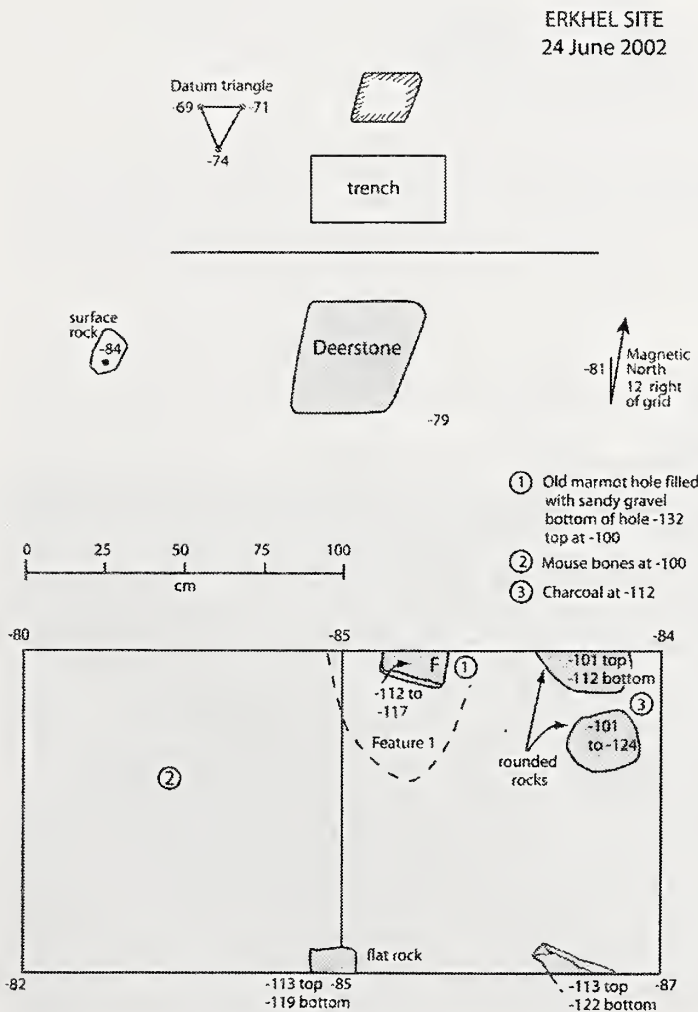 ERKHEL SITE
24 June 2002
Datum triangle
-69 -71
-74
trench
surface
rock
-84
Deerstone
-79
-81
Magnetic
North
12 right
of grid
① Old marmot hole filled
with sandy gravel
bottom of hole -132
top at -100
② Mouse bones at -100
③ Charcoal at -112
0 25 50 75 100
cm
-80 -85 -84
F ①
-112 to
-117
-101 top
-112 bottom
③
-101
to -124
Feature 1
rounded
rocks
②
flat rock
-82
-113 top
-119 bottom
-85
-113 top
-122 bottom
-87